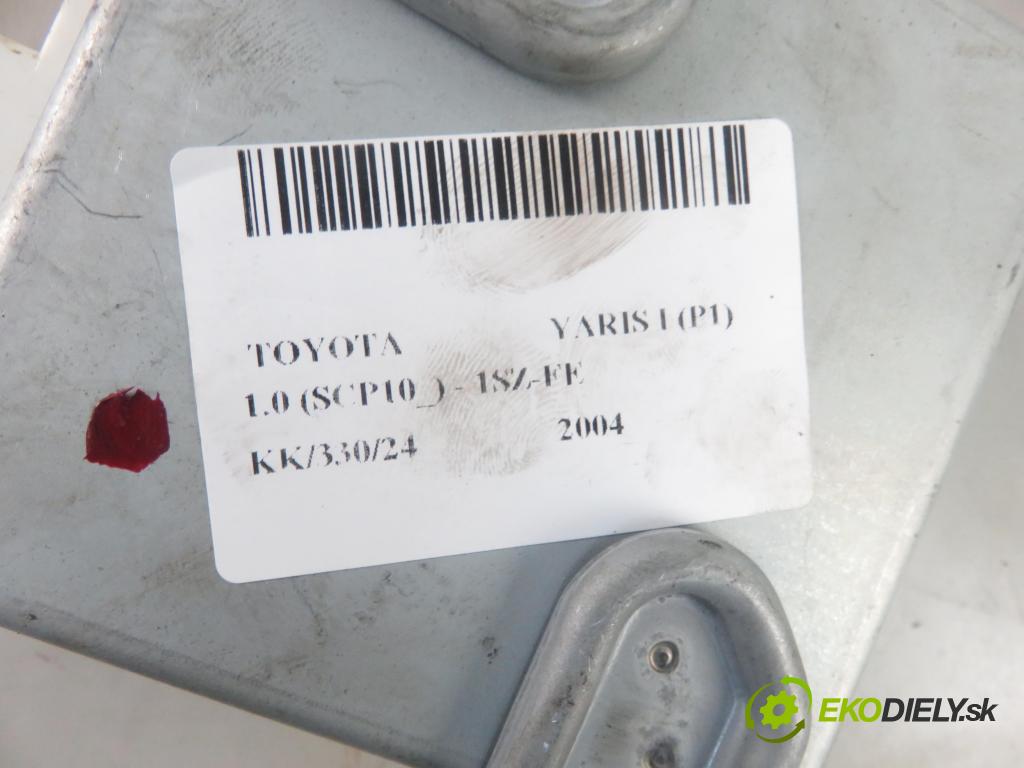 TOYOTA YARIS I (P1)
1.0 (SCP10_) - 1SZ-FE
KK/330/24 2004
EKODIELY.sk